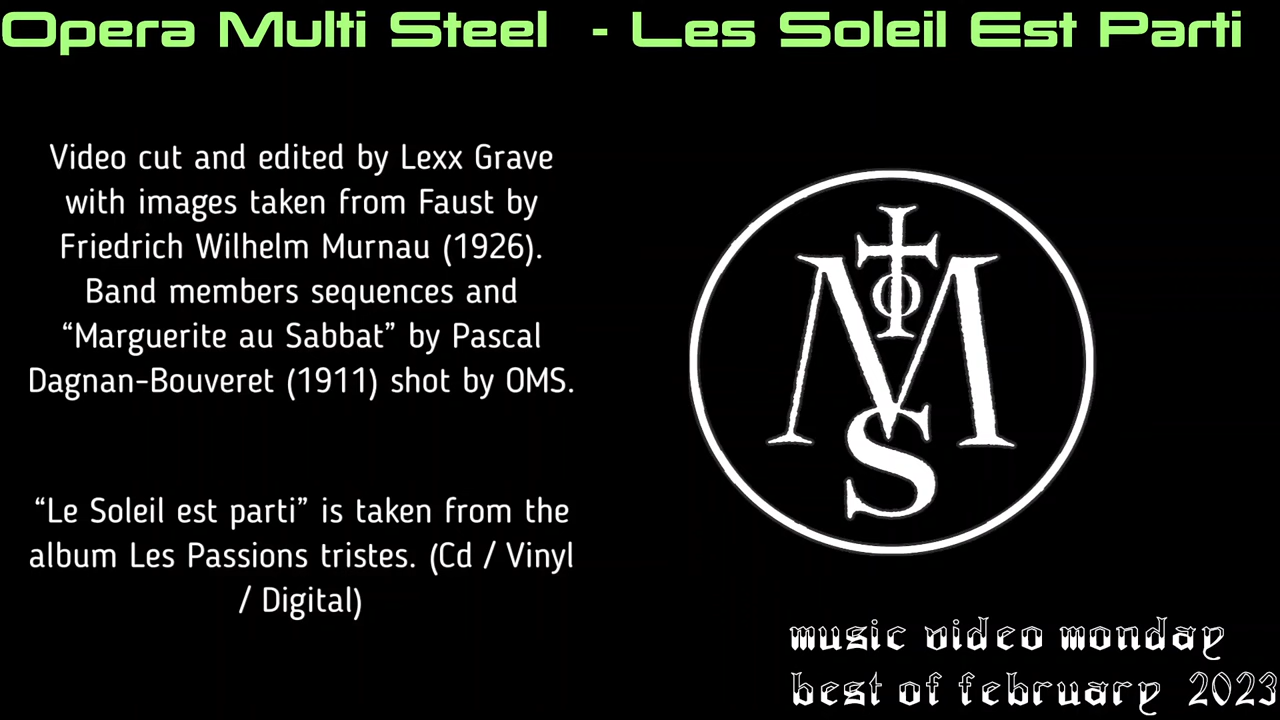 Opera Multi Steel - Les Soleil Est Parti
Video cut and edited by Lexx Grave
with images taken from Faust by
Friedrich Wilhelm Murnau (1926).
Band members sequences and
“Marguerite au Sabbat” by Pascal
Dagnan-Bouveret (1911) shot by OMS.
“Le Soleil est parti” is taken from the
album Les Passions tristes. (Cd / Vinyl
/ Digital)
O
M
S
music video monday
best of february 2023